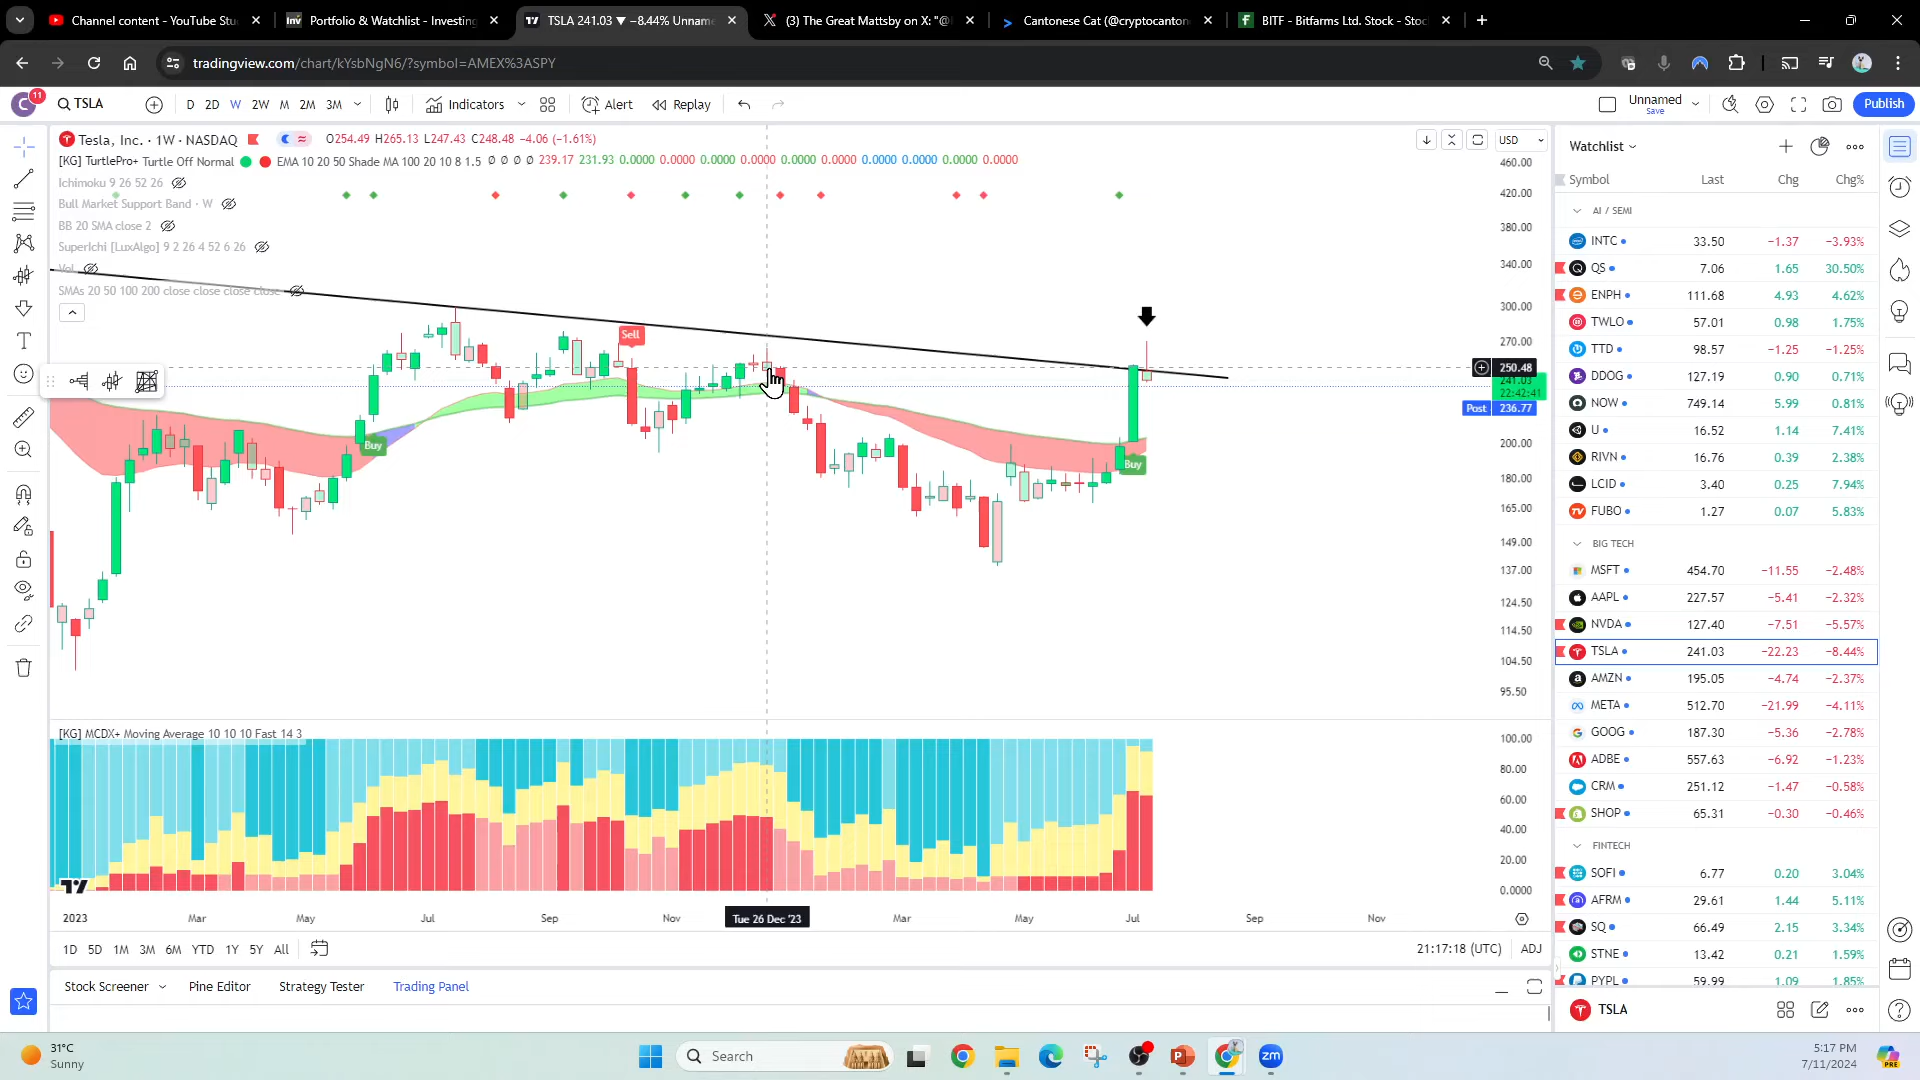 Channel content - YouTube Stu
Portfolio & Watchlist - Investing
TSLA 241.03 ▼ −8.44% Unnam
(3) The Great Mattsby on X: "@
Cantonese Cat (@cryptocanton
BITF - Bitfarms Ltd. Stock - Stoc
tradingview.com/chart/kYsbNgN6/?symbol=AMEX%3ASPY
11
TSLA
D 2D W 2W M 2M 3M
Indicators
Alert
Replay
Unnamed
Save
Publish
Tesla, Inc. · 1W · NASDAQ O254.49 H265.13 L247.43 C248.48 −4.06 (−1.61%)
[KG] TurtlePro+ Turtle Off Normal EMA 10 20 50 Shade MA 100 20 10 8 1.5 ∅ ∅ ∅ ∅ 239.17 231.93 0.0000 0.0000 0.0000 0.0000 0.0000 0.0000 0.0000 0.0000 0.0000 0.0000
Ichimoku 9 26 52 26
Bull Market Support Band · W
BB 20 SMA close 2
SuperIchi [LuxAlgo] 9 2 26 4 52 6 26
Vol
SMAs 20 50 100 200 close close close close
Sell
Buy
Buy
USD
460.00
420.00
380.00
340.00
300.00
270.00
250.48
241.03
22:42:41
Post 236.77
200.00
180.00
165.00
149.00
137.00
124.50
114.50
104.50
95.50
[KG] MCDX+ Moving Average 10 10 10 Fast 14 3
100.00
80.00
60.00
40.00
20.00
0.0000
2023 Mar May Jul Sep Nov Tue 26 Dec '23 Mar May Jul Sep Nov
1D 5D 1M 3M 6M YTD 1Y 5Y All
21:17:18 (UTC) ADJ
Stock Screener Pine Editor Strategy Tester Trading Panel
Watchlist
Symbol Last Chg Chg%
AI / SEMI
INTC 33.50 −1.37 −3.93%
QS 7.06 1.65 30.50%
ENPH 111.68 4.93 4.62%
TWLO 57.01 0.98 1.75%
TTD 98.57 −1.25 −1.25%
DDOG 127.19 0.90 0.71%
NOW 749.14 5.99 0.81%
U 16.52 1.14 7.41%
RIVN 16.76 0.39 2.38%
LCID 3.40 0.25 7.94%
FUBO 1.27 0.07 5.83%
BIG TECH
MSFT 454.70 −11.55 −2.48%
AAPL 227.57 −5.41 −2.32%
NVDA 127.40 −7.51 −5.57%
TSLA 241.03 −22.23 −8.44%
AMZN 195.05 −4.74 −2.37%
META 512.70 −21.99 −4.11%
GOOG 187.30 −5.36 −2.78%
ADBE 557.63 −6.92 −1.23%
CRM 251.12 −1.47 −0.58%
SHOP 65.31 −0.30 −0.46%
FINTECH
SOFI 6.77 0.20 3.04%
AFRM 29.61 1.44 5.11%
SQ 66.49 2.15 3.34%
STNE 13.42 0.21 1.59%
PYPL 59.99 1.09 1.85%
TSLA
31°C
Sunny
Search
zm
5:17 PM
7/11/2024